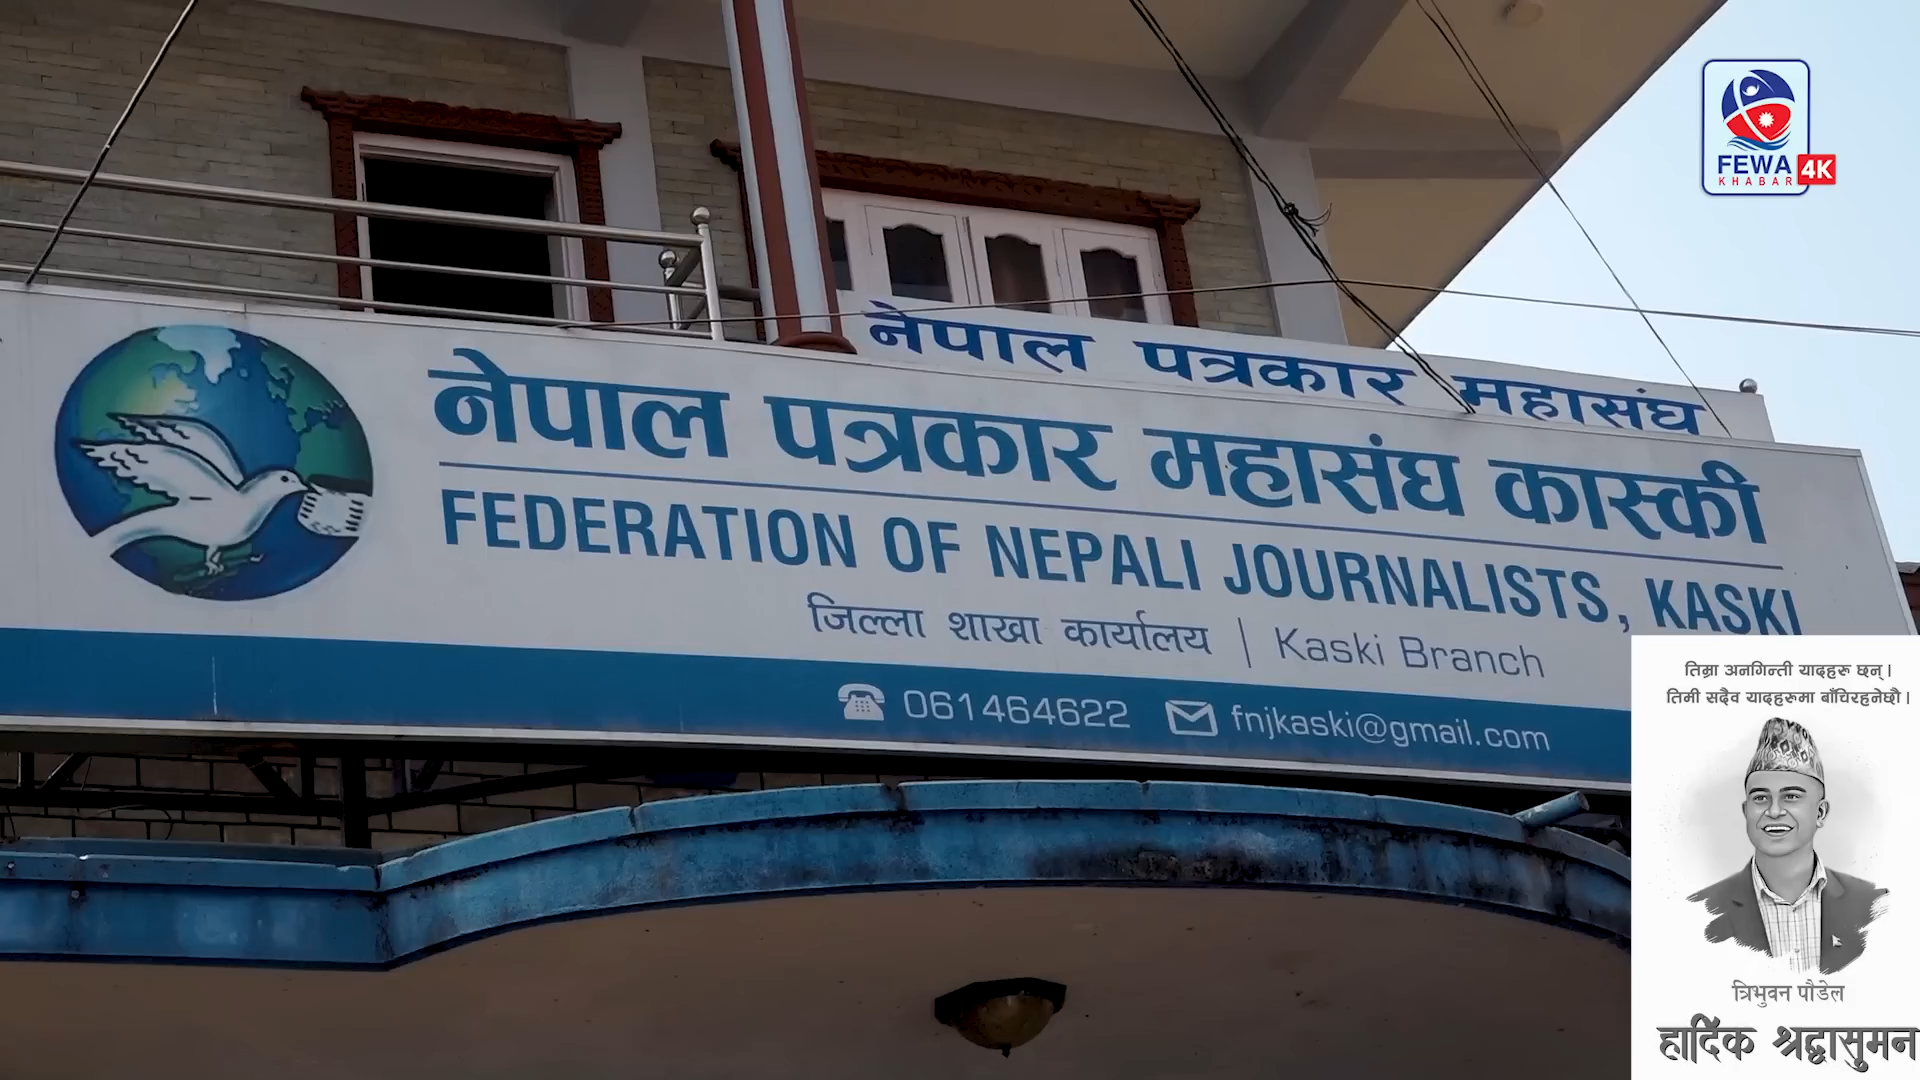 FEWA 4K
KHABAR
नेपाल पत्रकार महासंघ
नेपाल पत्रकार महासंघ कास्की
FEDERATION OF NEPALI JOURNALISTS, KASKI
जिल्ला शाखा कार्यालय | Kaski Branch
061464622 fnjkaski@gmail.com
तिम्रा अनगिन्ती यादहरू छन् ।
तिमी सदैव यादहरूमा बाँचिरहनेछौ ।
त्रिभुवन पौडेल
हार्दिक श्रद्धासुमन